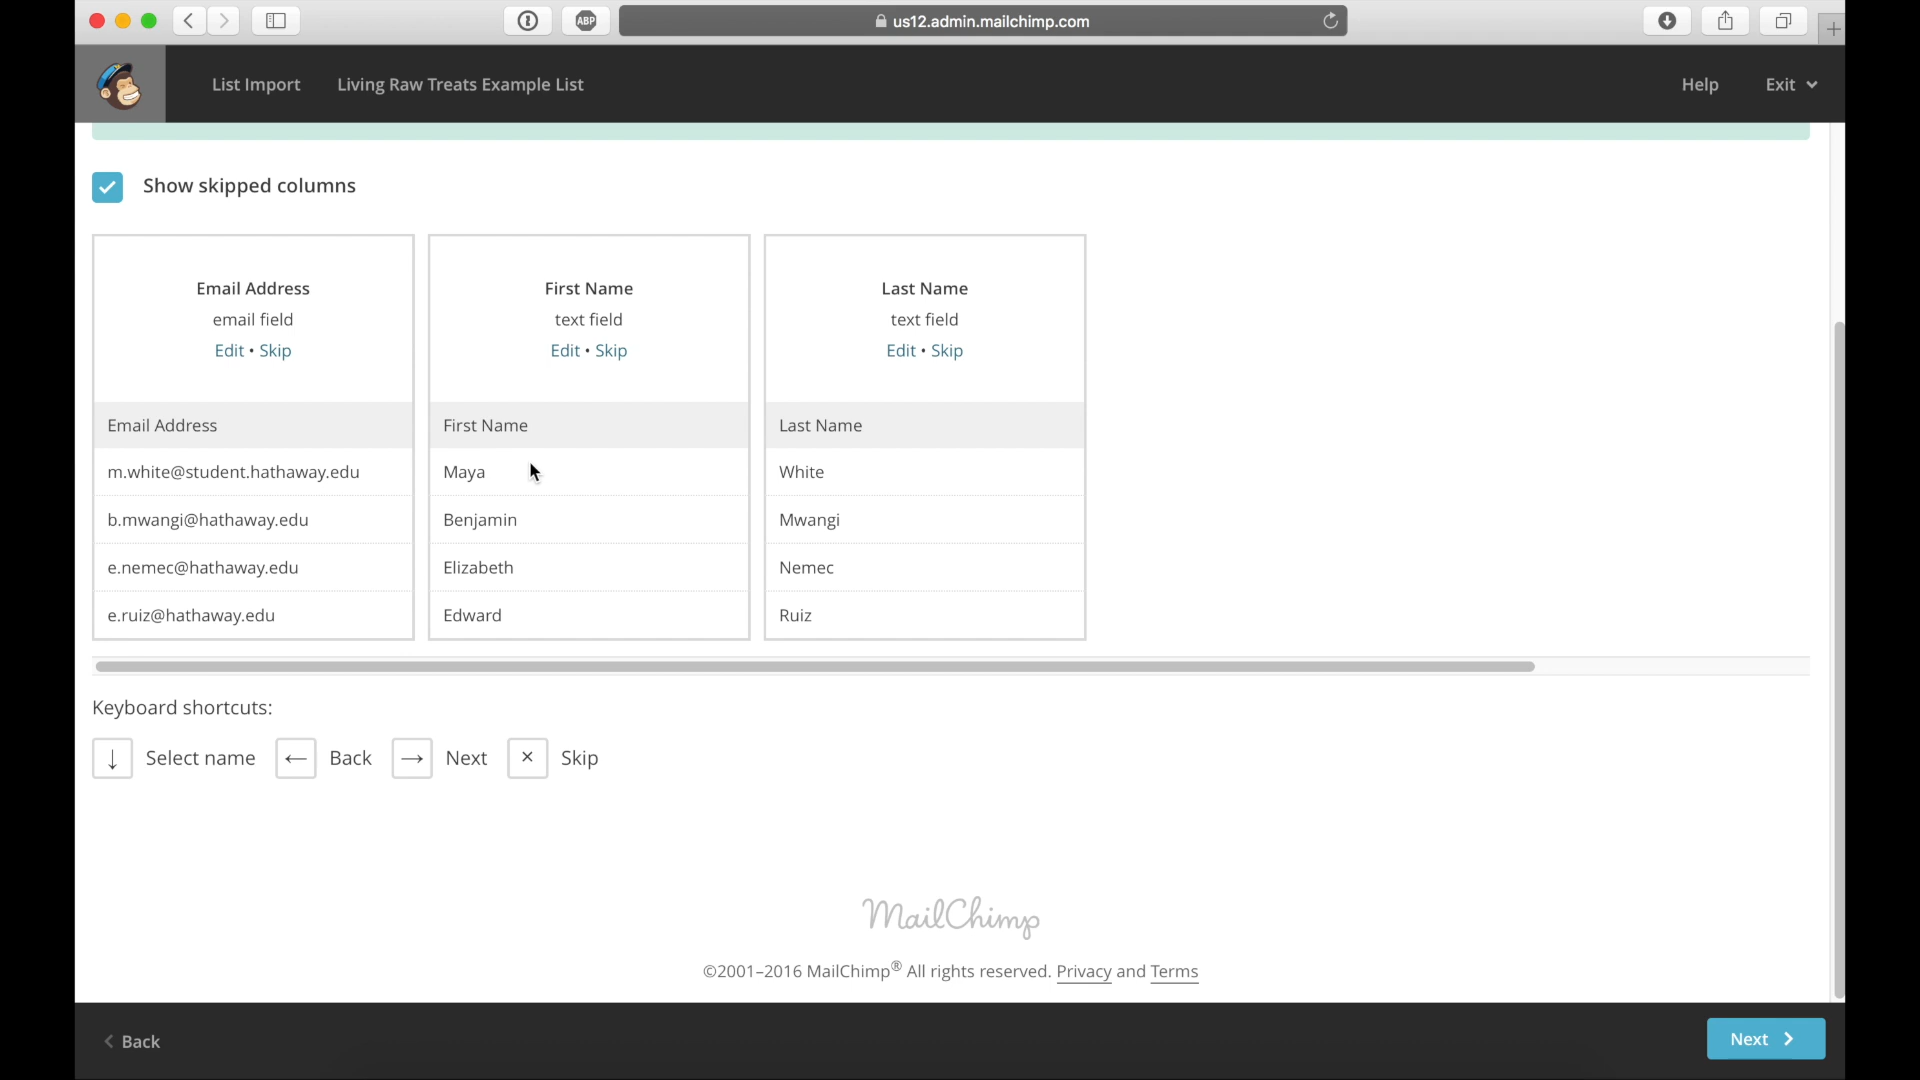 ABP
us12.admin.mailchimp.com
List Import Living Raw Treats Example List Help Exit
Show skipped columns
Email Address First Name Last Name
email field text field text field
Edit • Skip Edit • Skip Edit • Skip
Email Address First Name Last Name
m.white@student.hathaway.edu Maya White
b.mwangi@hathaway.edu Benjamin Mwangi
e.nemec@hathaway.edu Elizabeth Nemec
e.ruiz@hathaway.edu Edward Ruiz
Keyboard shortcuts:
↓ Select name ← Back → Next × Skip
MailChimp
©2001–2016 MailChimp® All rights reserved. Privacy and Terms
Back Next